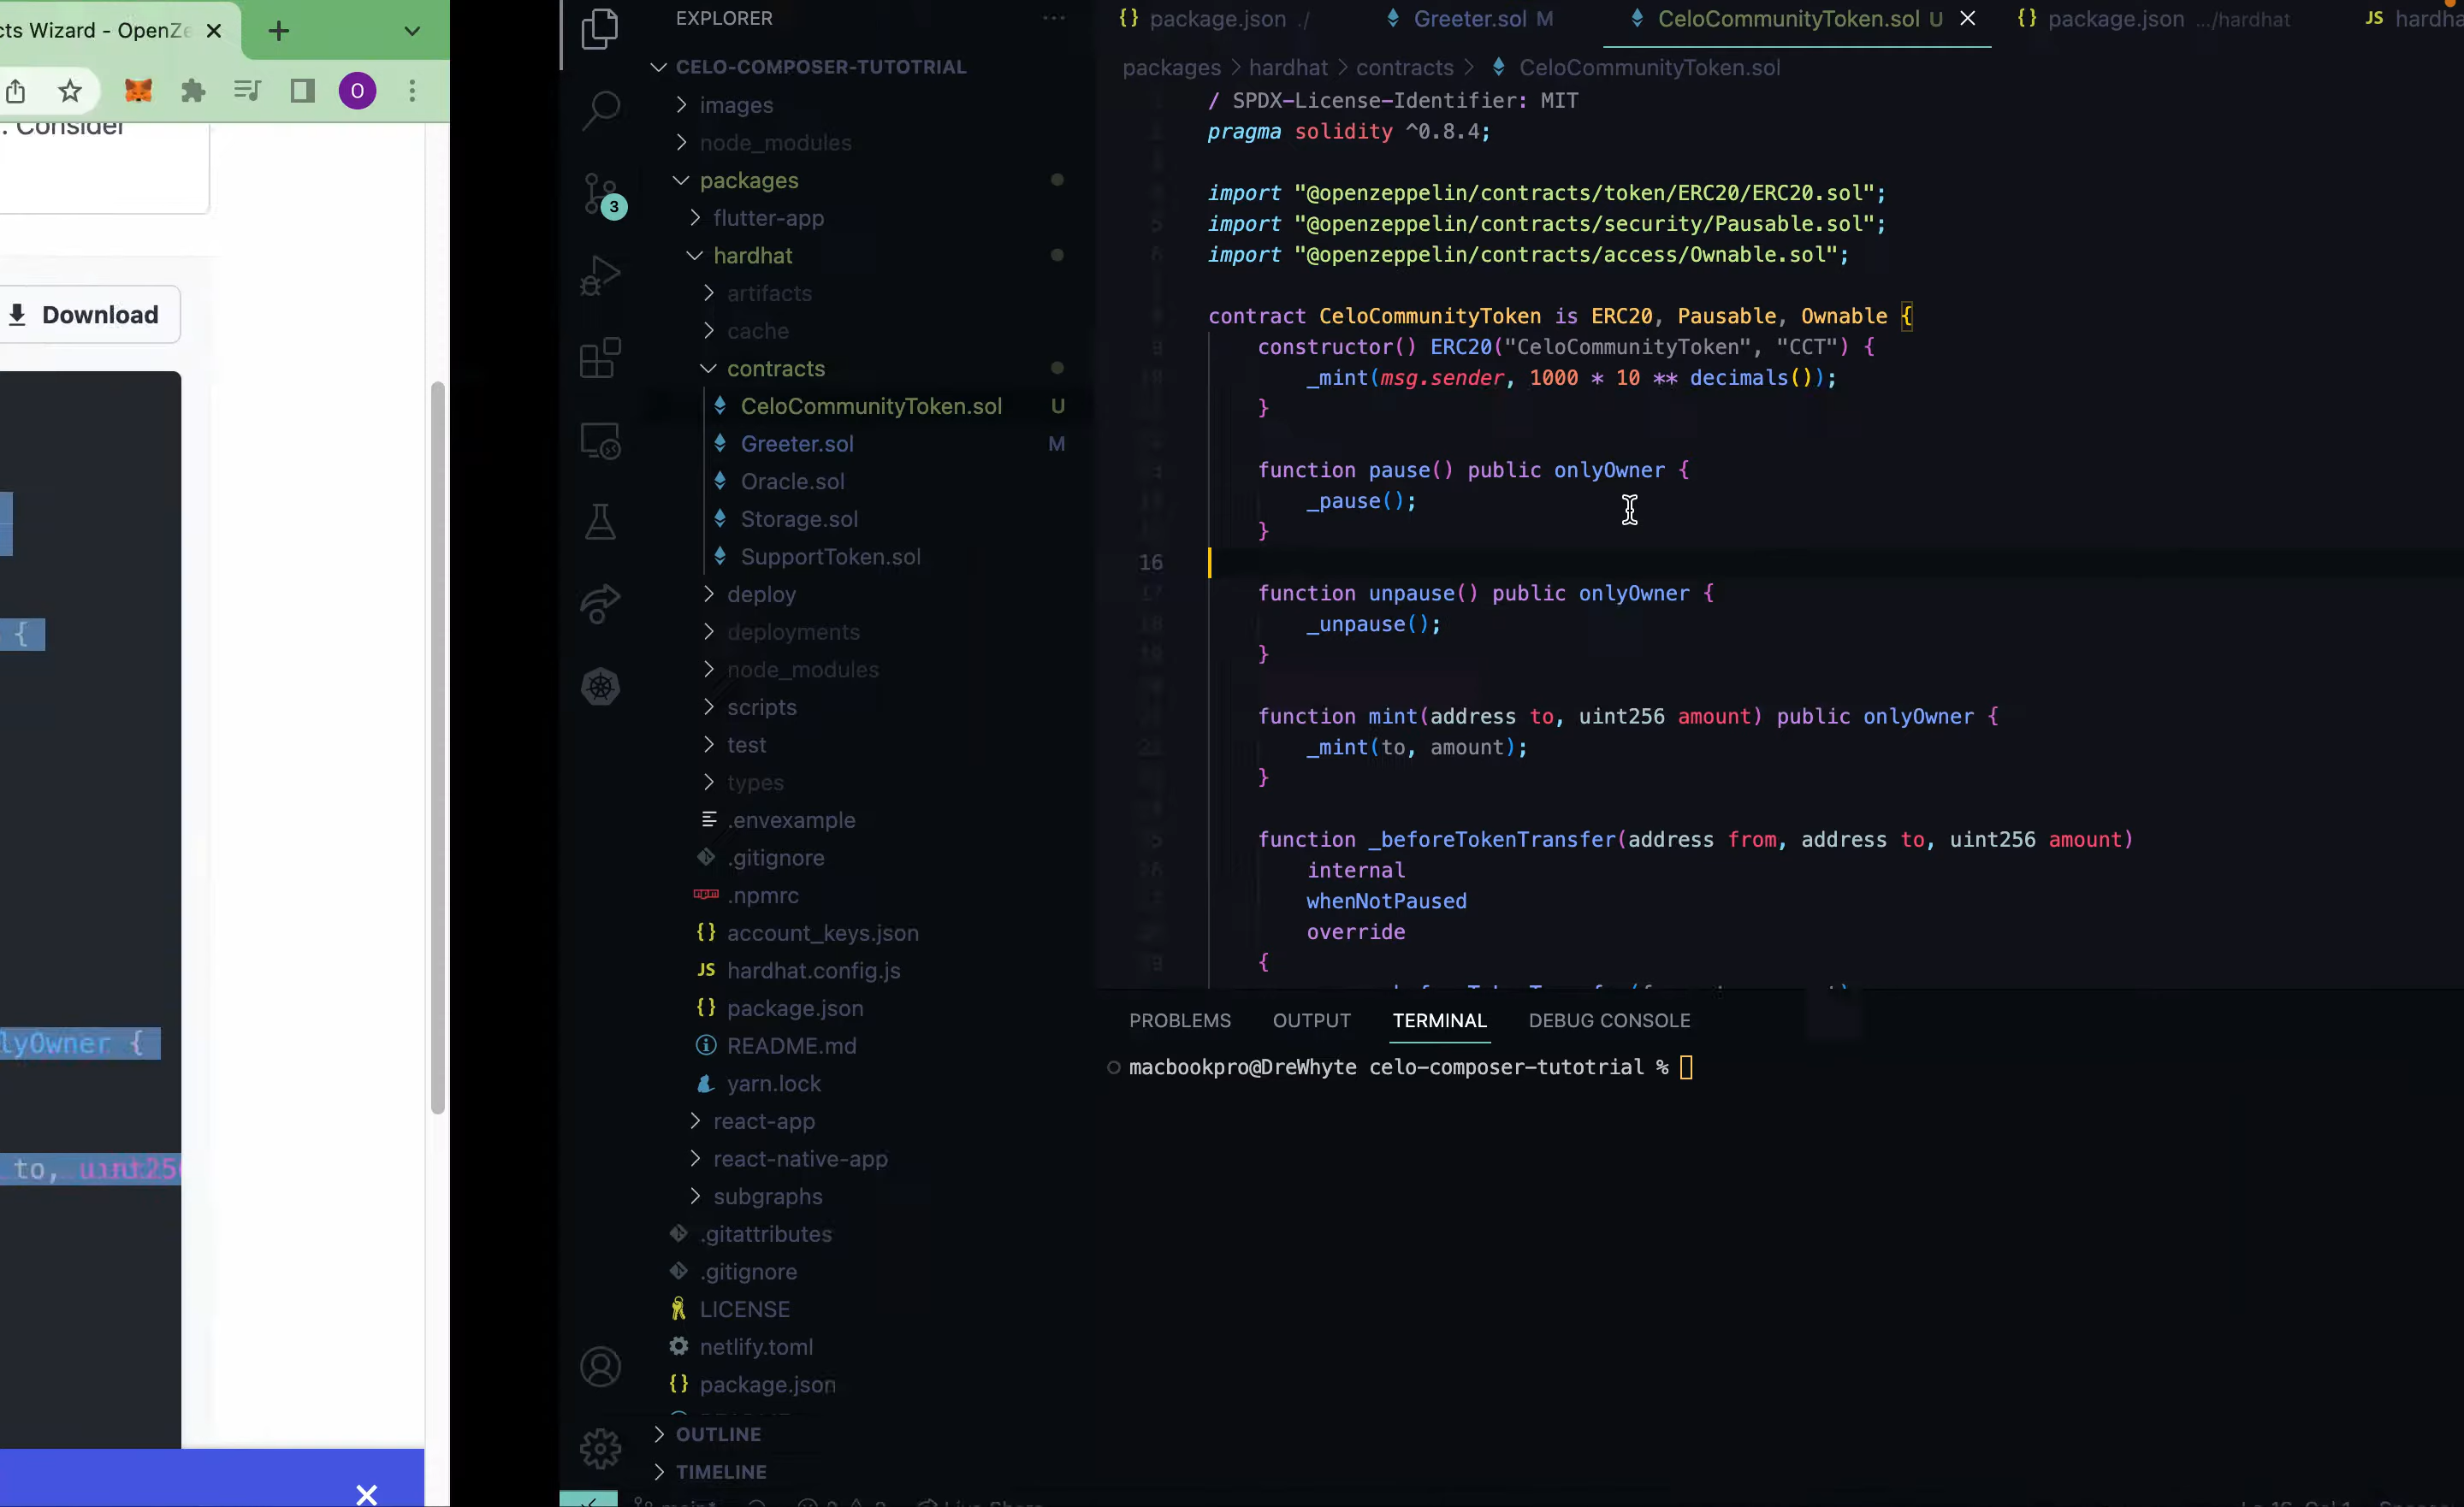 cts Wizard - OpenZe
O
. Consider
Download
{
lyOwner {
to, uint256
EXPLORER
CELO-COMPOSER-TUTOTRIAL
images
node_modules
packages
flutter-app
hardhat
artifacts
cache
contracts
CeloCommunityToken.sol U
Greeter.sol M
Oracle.sol
Storage.sol
SupportToken.sol
deploy
deployments
node_modules
scripts
test
types
.envexample
.gitignore
.npmrc
account_keys.json
hardhat.config.js
package.json
README.md
yarn.lock
react-app
react-native-app
subgraphs
.gitattributes
.gitignore
LICENSE
netlify.toml
package.json
OUTLINE
TIMELINE
3
package.json ./ Greeter.sol M CeloCommunityToken.sol U package.json .../hardhat JS hardha
packages > hardhat > contracts > CeloCommunityToken.sol
/ SPDX-License-Identifier: MIT
pragma solidity ^0.8.4;
import "@openzeppelin/contracts/token/ERC20/ERC20.sol";
import "@openzeppelin/contracts/security/Pausable.sol";
import "@openzeppelin/contracts/access/Ownable.sol";
contract CeloCommunityToken is ERC20, Pausable, Ownable {
constructor() ERC20("CeloCommunityToken", "CCT") {
_mint(msg.sender, 1000 * 10 ** decimals());
}
function pause() public onlyOwner {
_pause();
}
16
function unpause() public onlyOwner {
_unpause();
}
function mint(address to, uint256 amount) public onlyOwner {
_mint(to, amount);
}
function _beforeTokenTransfer(address from, address to, uint256 amount)
internal
whenNotPaused
override
{
PROBLEMS OUTPUT TERMINAL DEBUG CONSOLE
macbookpro@DreWhyte celo-composer-tutotrial %